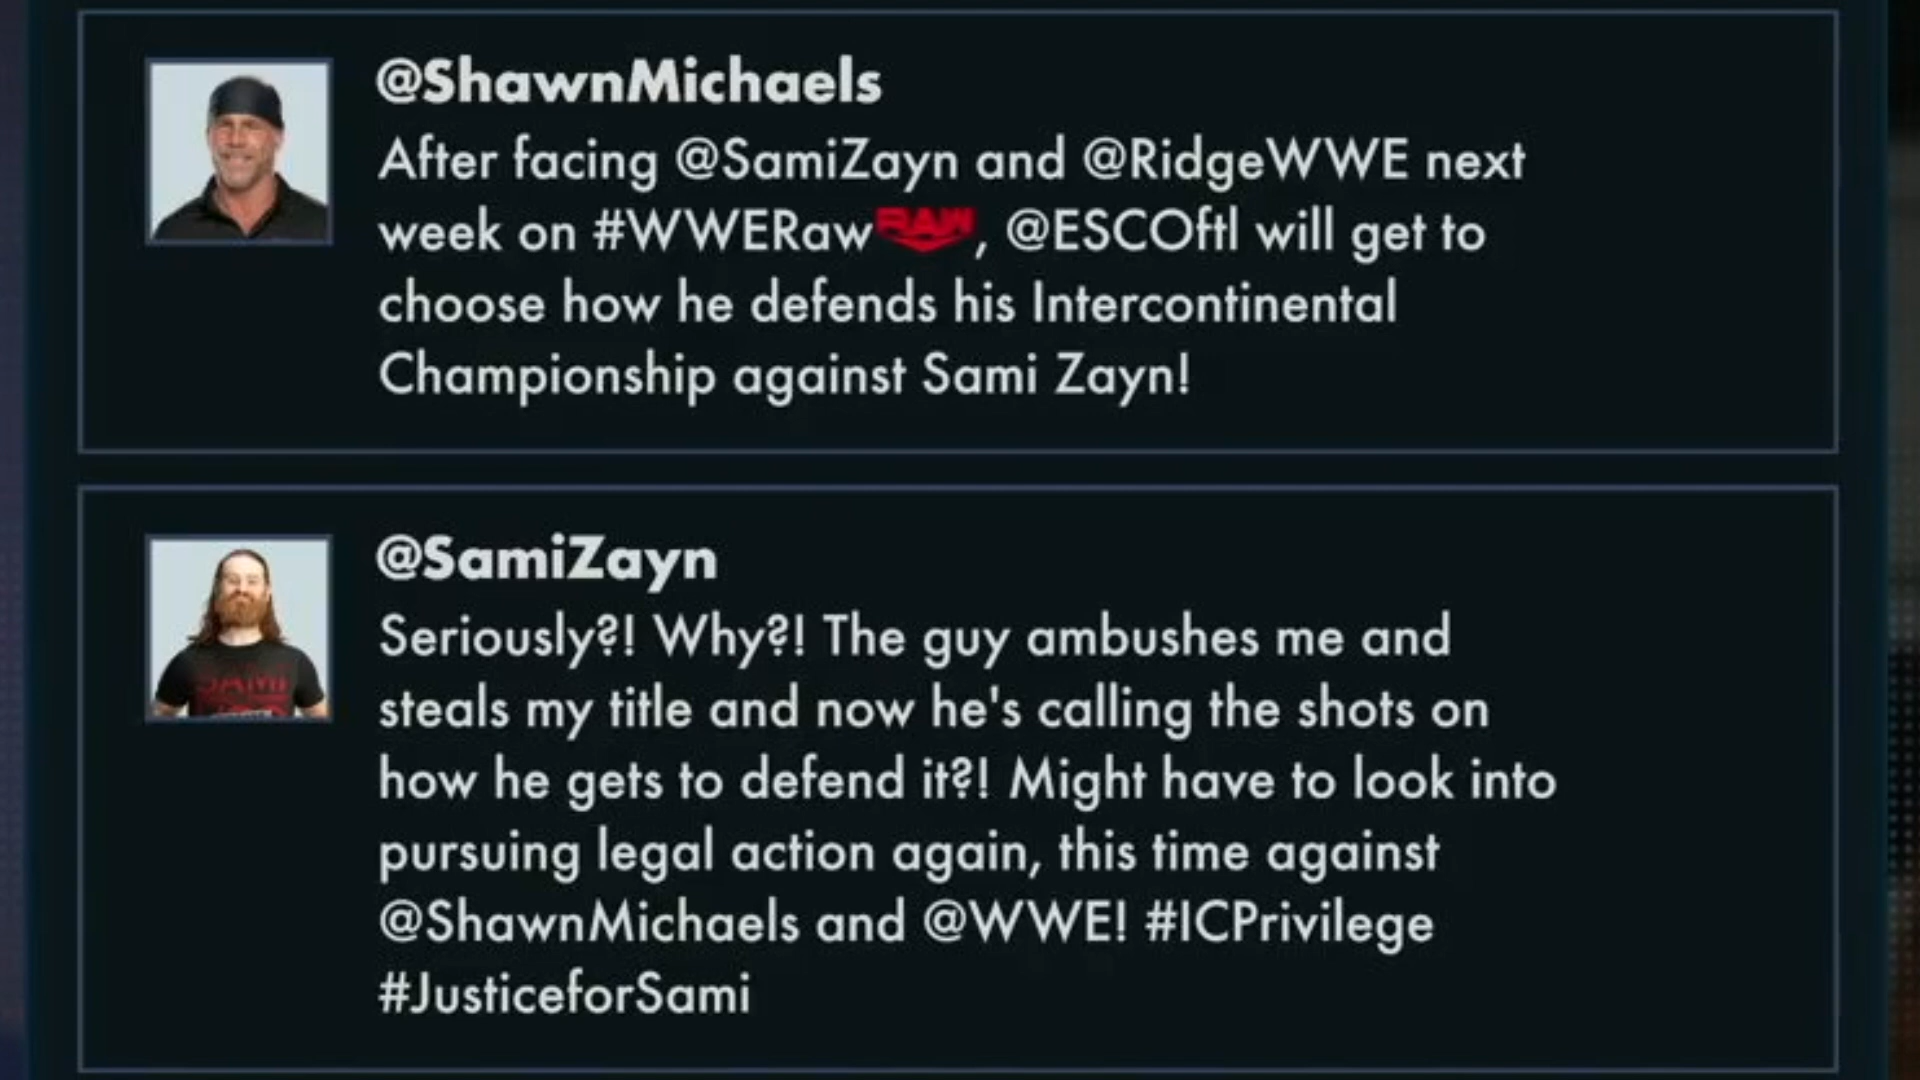 @ShawnMichaels
After facing @SamiZayn and @RidgeWWE next
week on #WWERaw RAW, @ESCOftl will get to
choose how he defends his Intercontinental
Championship against Sami Zayn!
@SamiZayn
SAMI
Seriously?! Why?! The guy ambushes me and
steals my title and now he's calling the shots on
how he gets to defend it?! Might have to look into
pursuing legal action again, this time against
@ShawnMichaels and @WWE! #ICPrivilege
#JusticeforSami